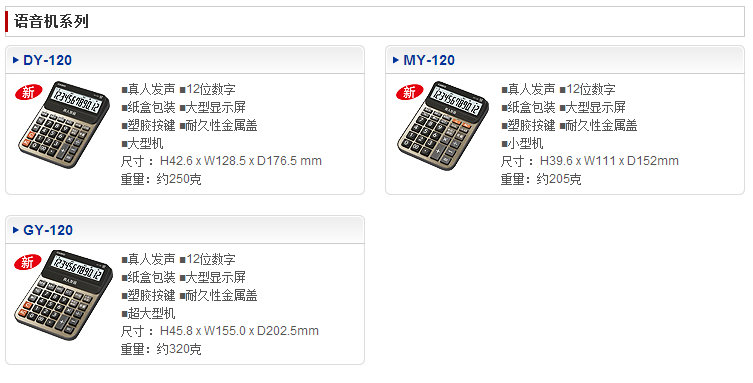 语音机系列
DY-120
新
■真人发声 ■12位数字
■纸盒包装 ■大型显示屏
■塑胶按键 ■耐久性金属盖
■大型机
尺寸： H42.6 x W128.5 x D176.5 mm
重量：约250克
MY-120
新
■真人发声 ■12位数字
■纸盒包装 ■大型显示屏
■塑胶按键 ■耐久性金属盖
■小型机
尺寸： H39.6 x W111 x D152mm
重量：约205克
GY-120
新
■真人发声 ■12位数字
■纸盒包装 ■大型显示屏
■塑胶按键 ■耐久性金属盖
■超大型机
尺寸： H45.8 x W155.0 x D202.5mm
重量：约320克
123456789012
123456789012
123456789012